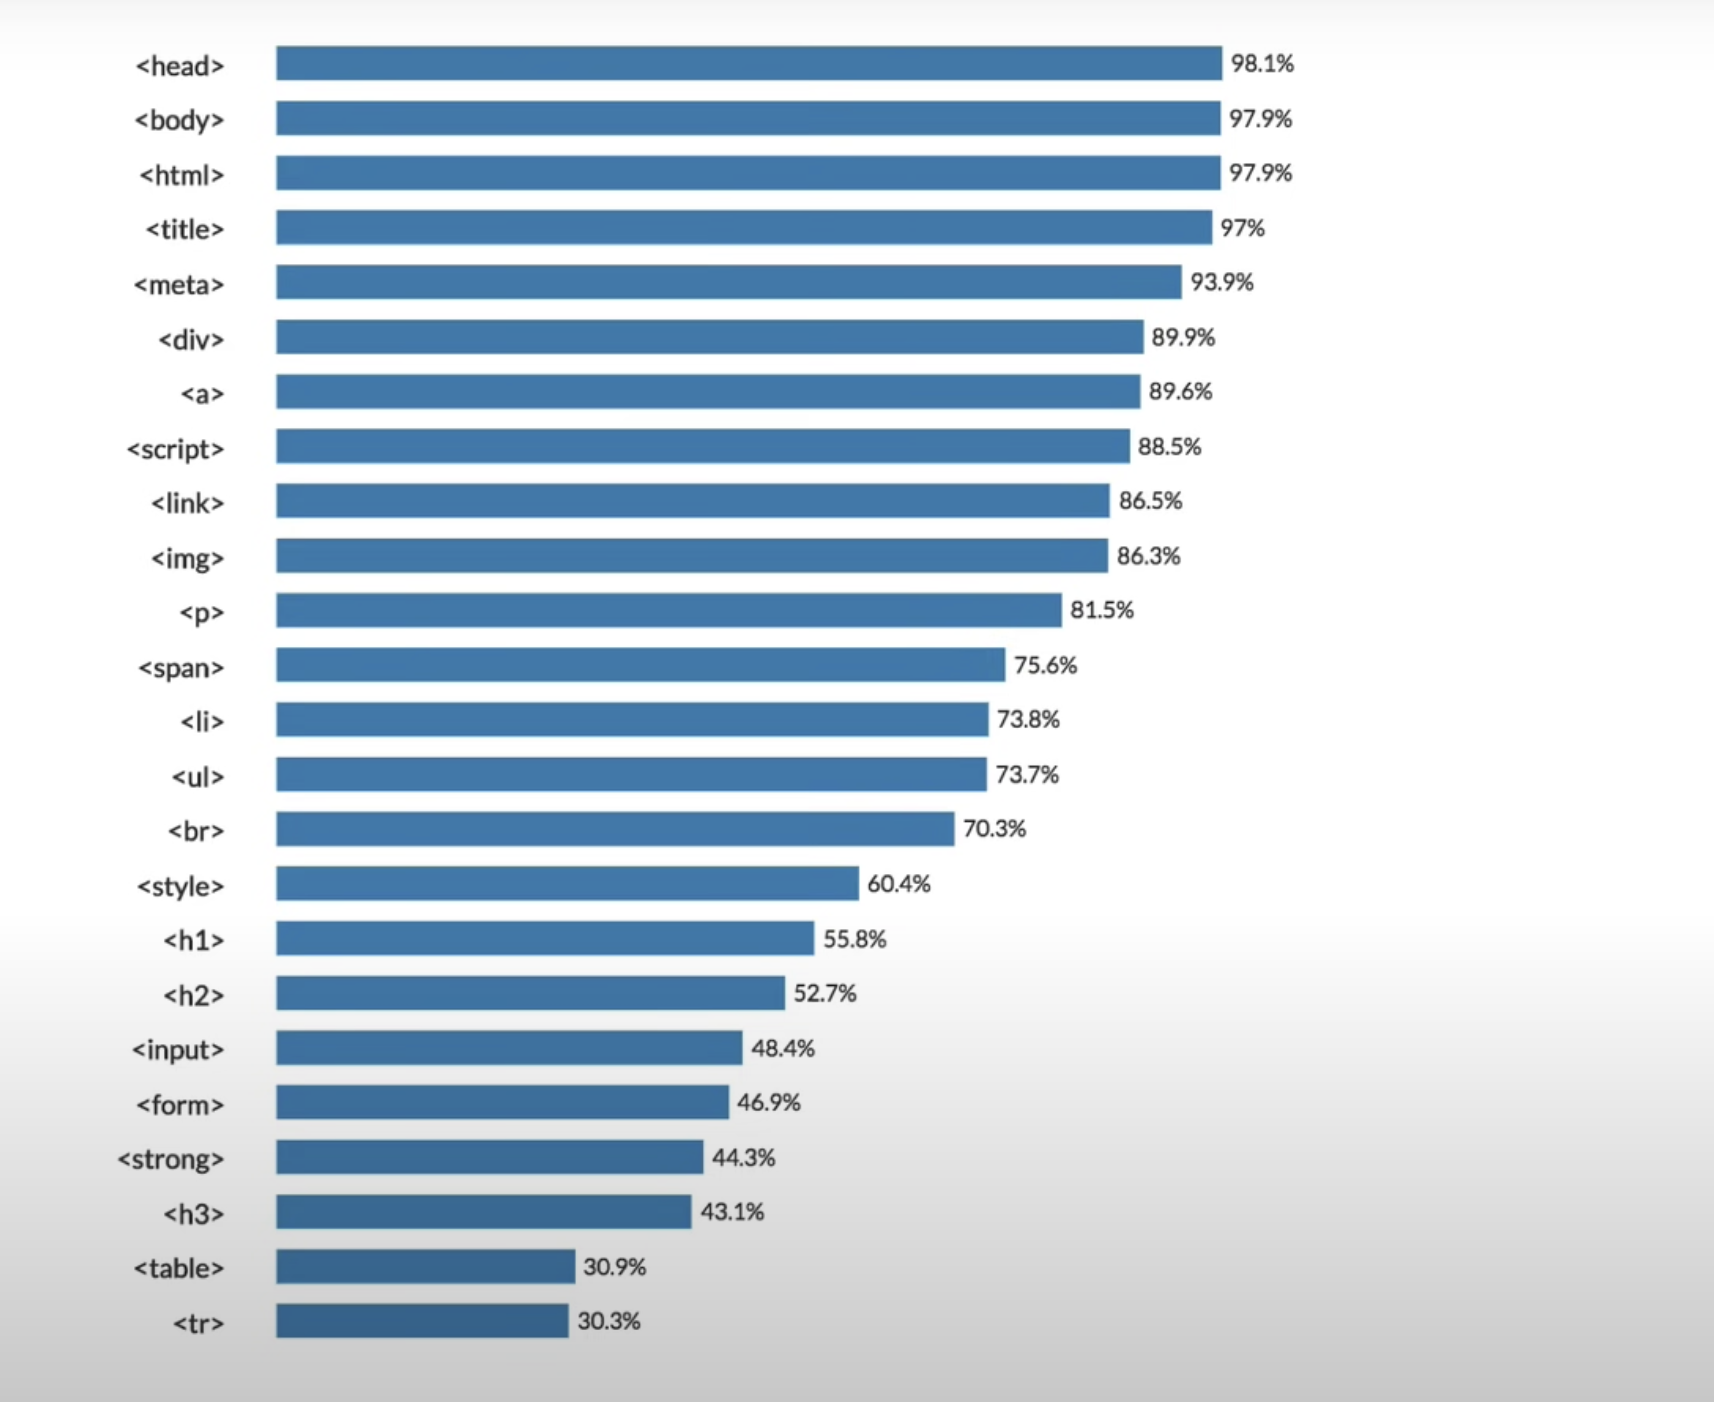 <head> 98.1%
<body> 97.9%
<html> 97.9%
<title> 97%
<meta> 93.9%
<div> 89.9%
<a> 89.6%
<script> 88.5%
<link> 86.5%
<img> 86.3%
<p> 81.5%
<span> 75.6%
<li> 73.8%
<ul> 73.7%
<br> 70.3%
<style> 60.4%
<h1> 55.8%
<h2> 52.7%
<input> 48.4%
<form> 46.9%
<strong> 44.3%
<h3> 43.1%
<table> 30.9%
<tr> 30.3%